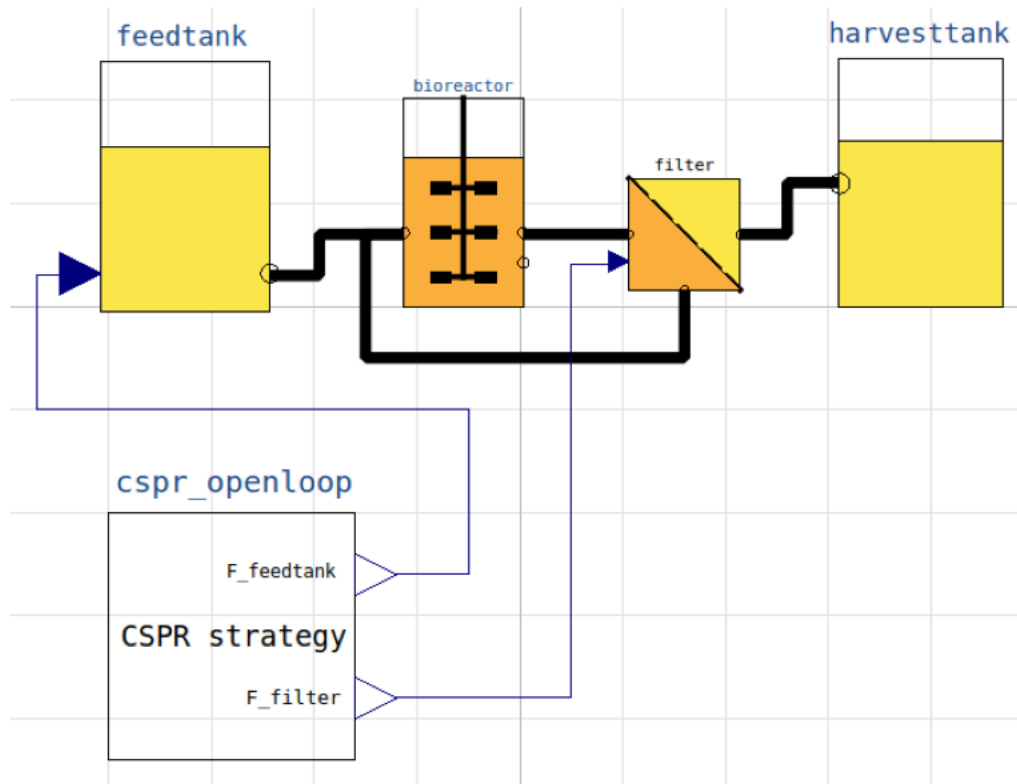 feedtank
harvesttank
bioreactor
filter
cspr_openloop
F_feedtank
CSPR strategy
F_filter